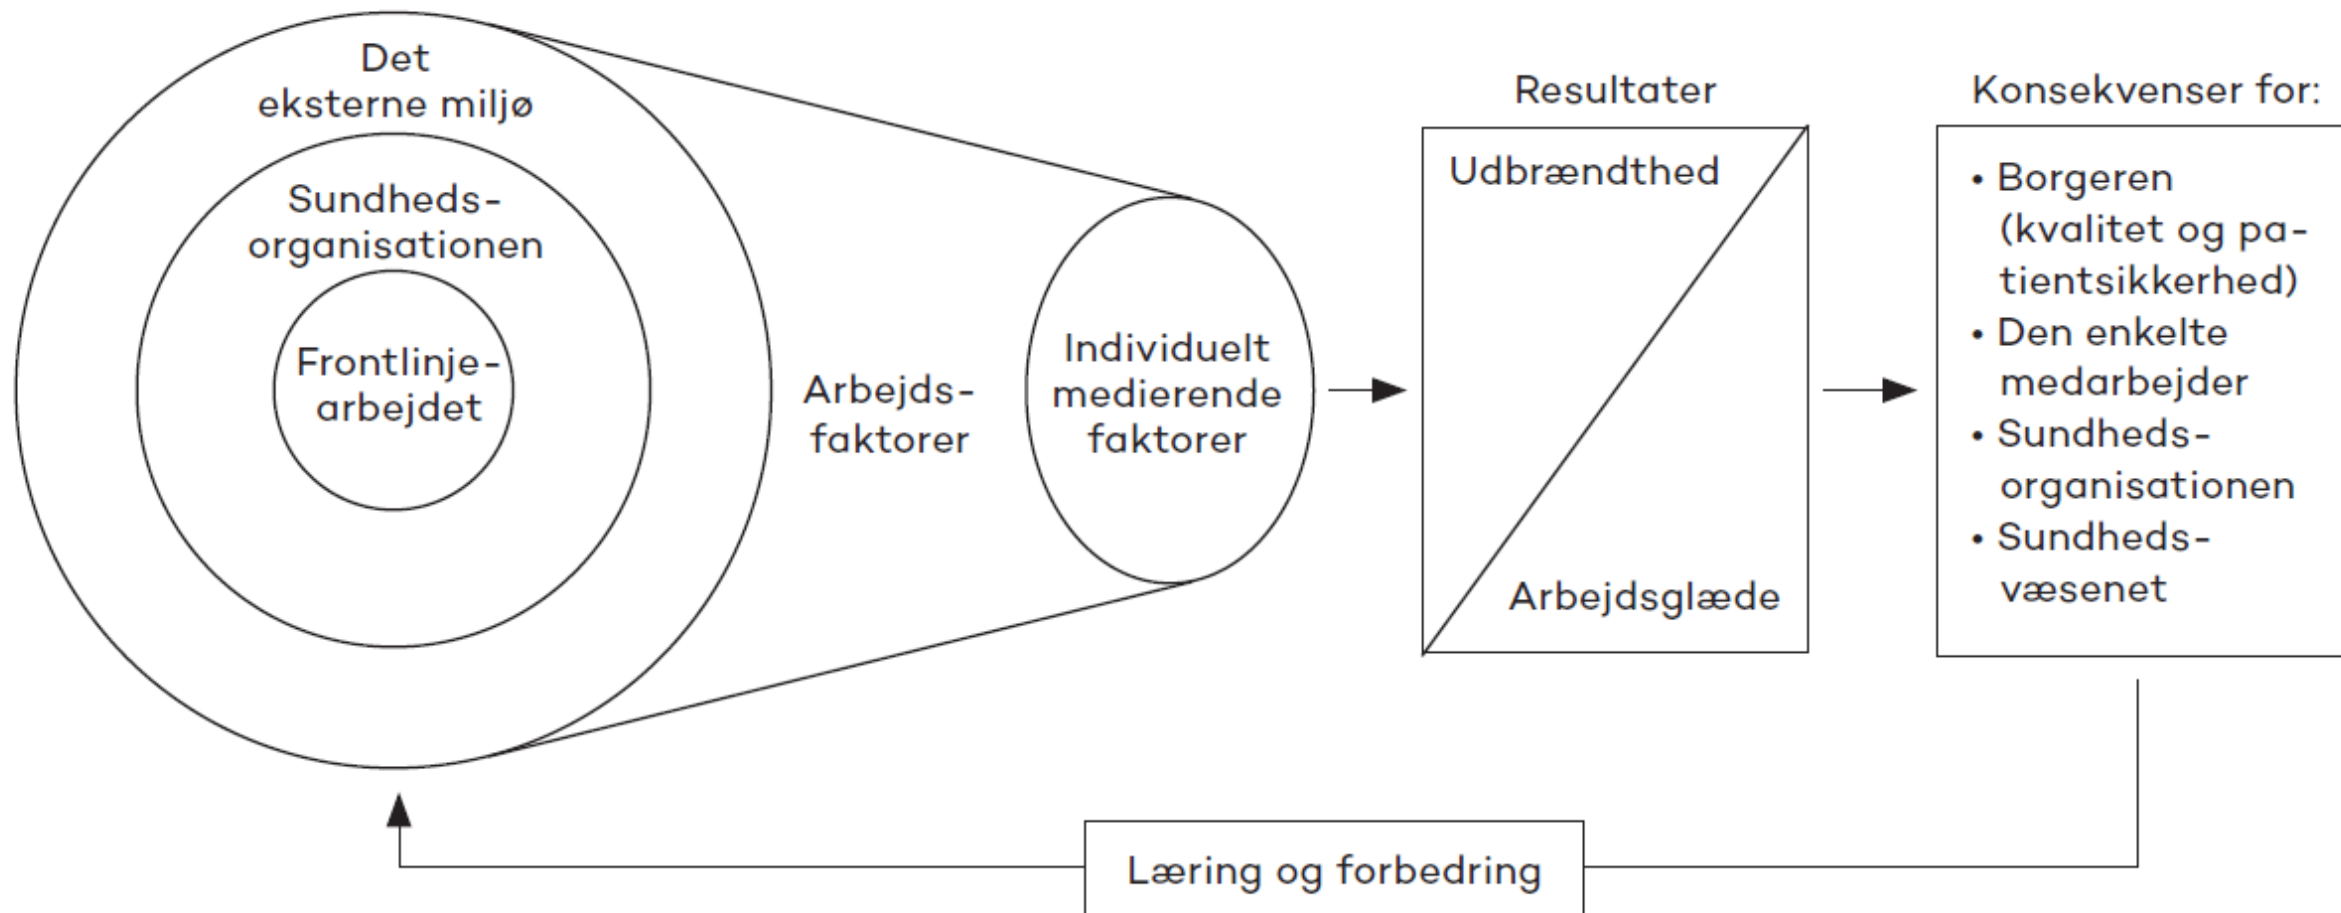 Det
eksterne miljø
Sundheds-
organisationen
Frontlinje-
arbejdet
Arbejds-
faktorer
Individuelt
medierende
faktorer
Resultater
Udbrændthed
Arbejdsglæde
Konsekvenser for:
• Borgeren
(kvalitet og pa-
tientsikkerhed)
• Den enkelte
medarbejder
• Sundheds-
organisationen
• Sundheds-
væsenet
Læring og forbedring